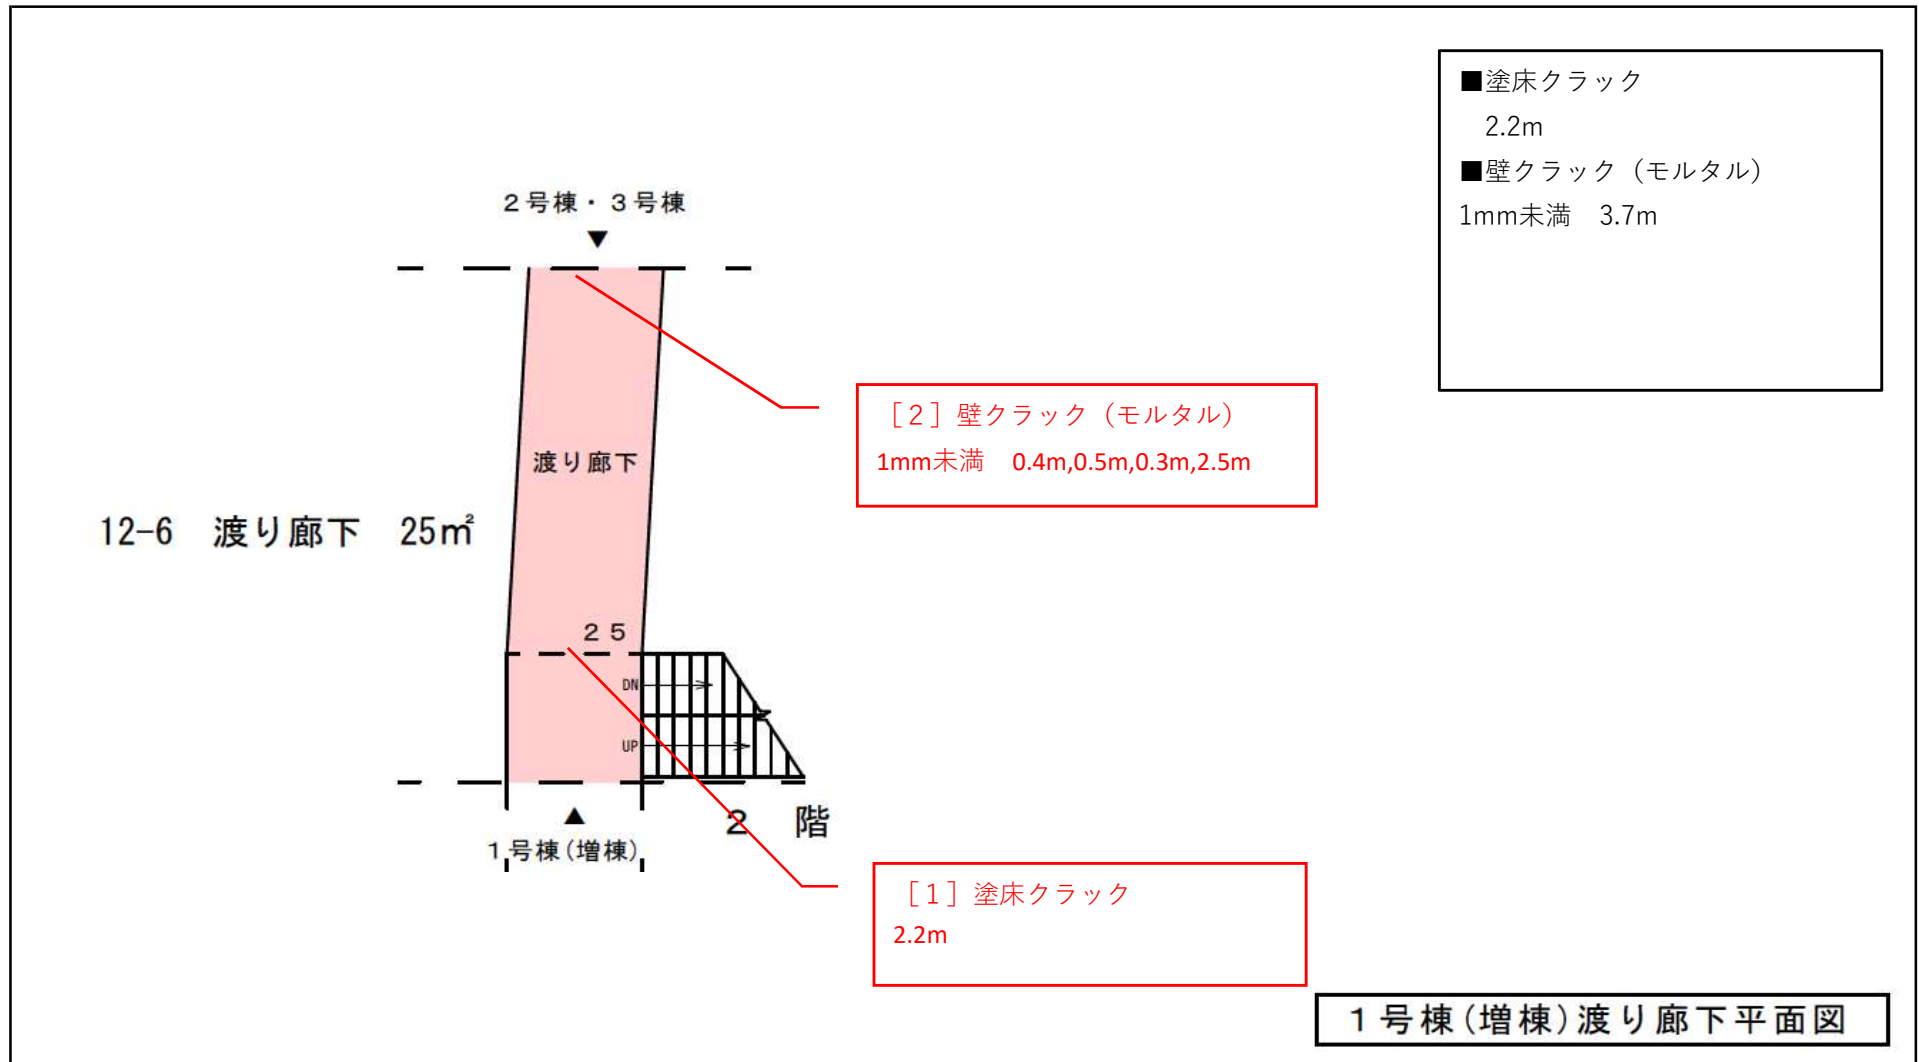 ■塗床クラック
2.2m
■壁クラック（モルタル）
1mm未満　3.7m
２号棟・３号棟
▼
［２］壁クラック（モルタル）
1mm未満　0.4m,0.5m,0.3m,2.5m
渡り廊下
12-6　渡り廊下　25㎡
２５
DN
UP
▲
２　階
１号棟(増棟)
［１］塗床クラック
2.2m
１号棟(増棟)渡り廊下平面図